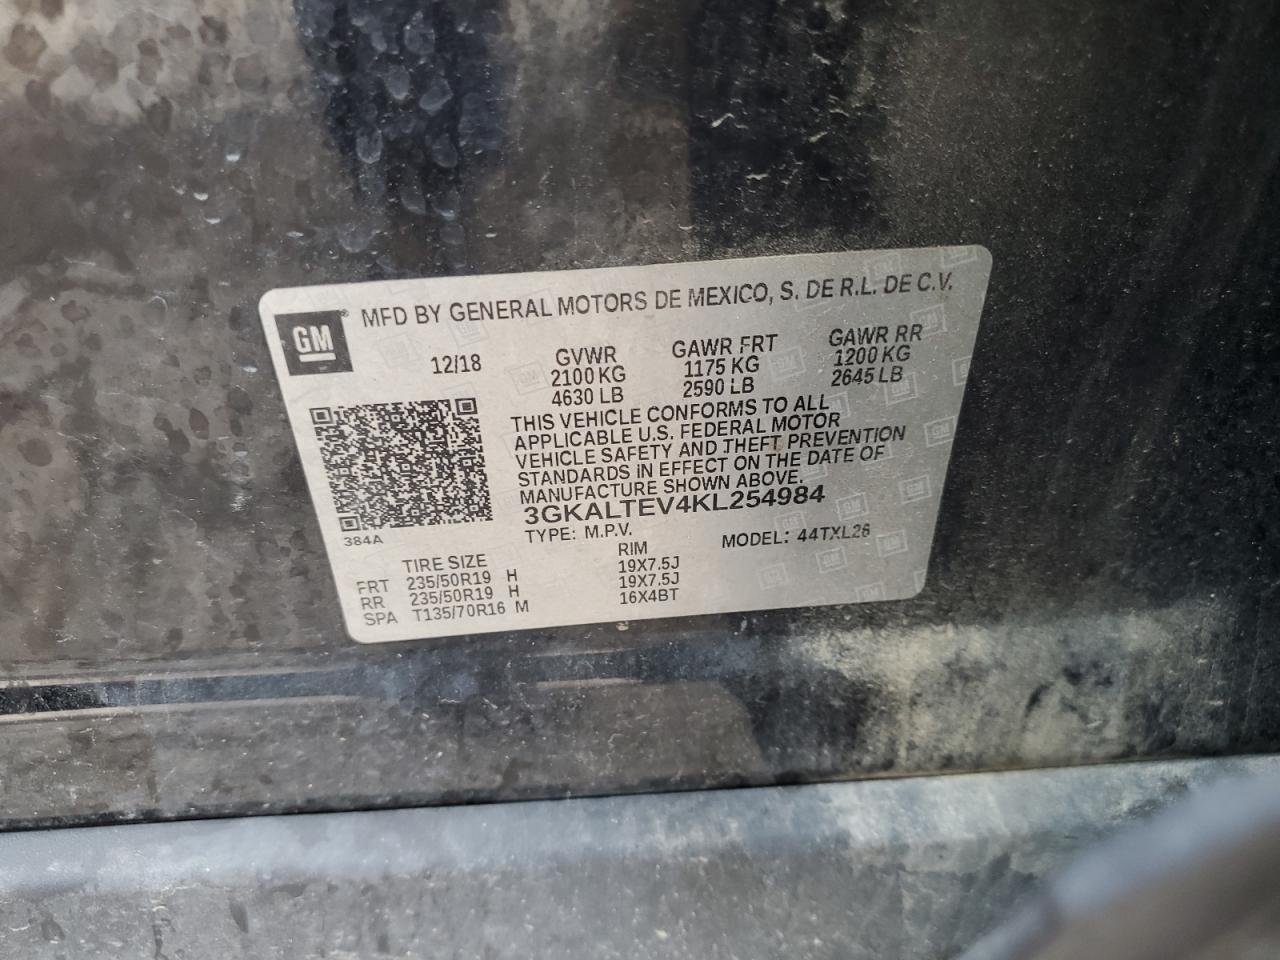 GM ® MFD BY GENERAL MOTORS DE MEXICO, S. DE R.L. DE C.V.
12/18 GVWR GAWR FRT GAWR RR
2100 KG 1175 KG 1200 KG
4630 LB 2590 LB 2645 LB
THIS VEHICLE CONFORMS TO ALL
APPLICABLE U.S. FEDERAL MOTOR
VEHICLE SAFETY AND THEFT PREVENTION
STANDARDS IN EFFECT ON THE DATE OF
MANUFACTURE SHOWN ABOVE.
3GKALTEV4KL254984
384A TYPE: M.P.V. MODEL: 44TXL26
TIRE SIZE RIM
FRT 235/50R19 H 19X7.5J
RR 235/50R19 H 19X7.5J
SPA T135/70R16 M 16X4BT